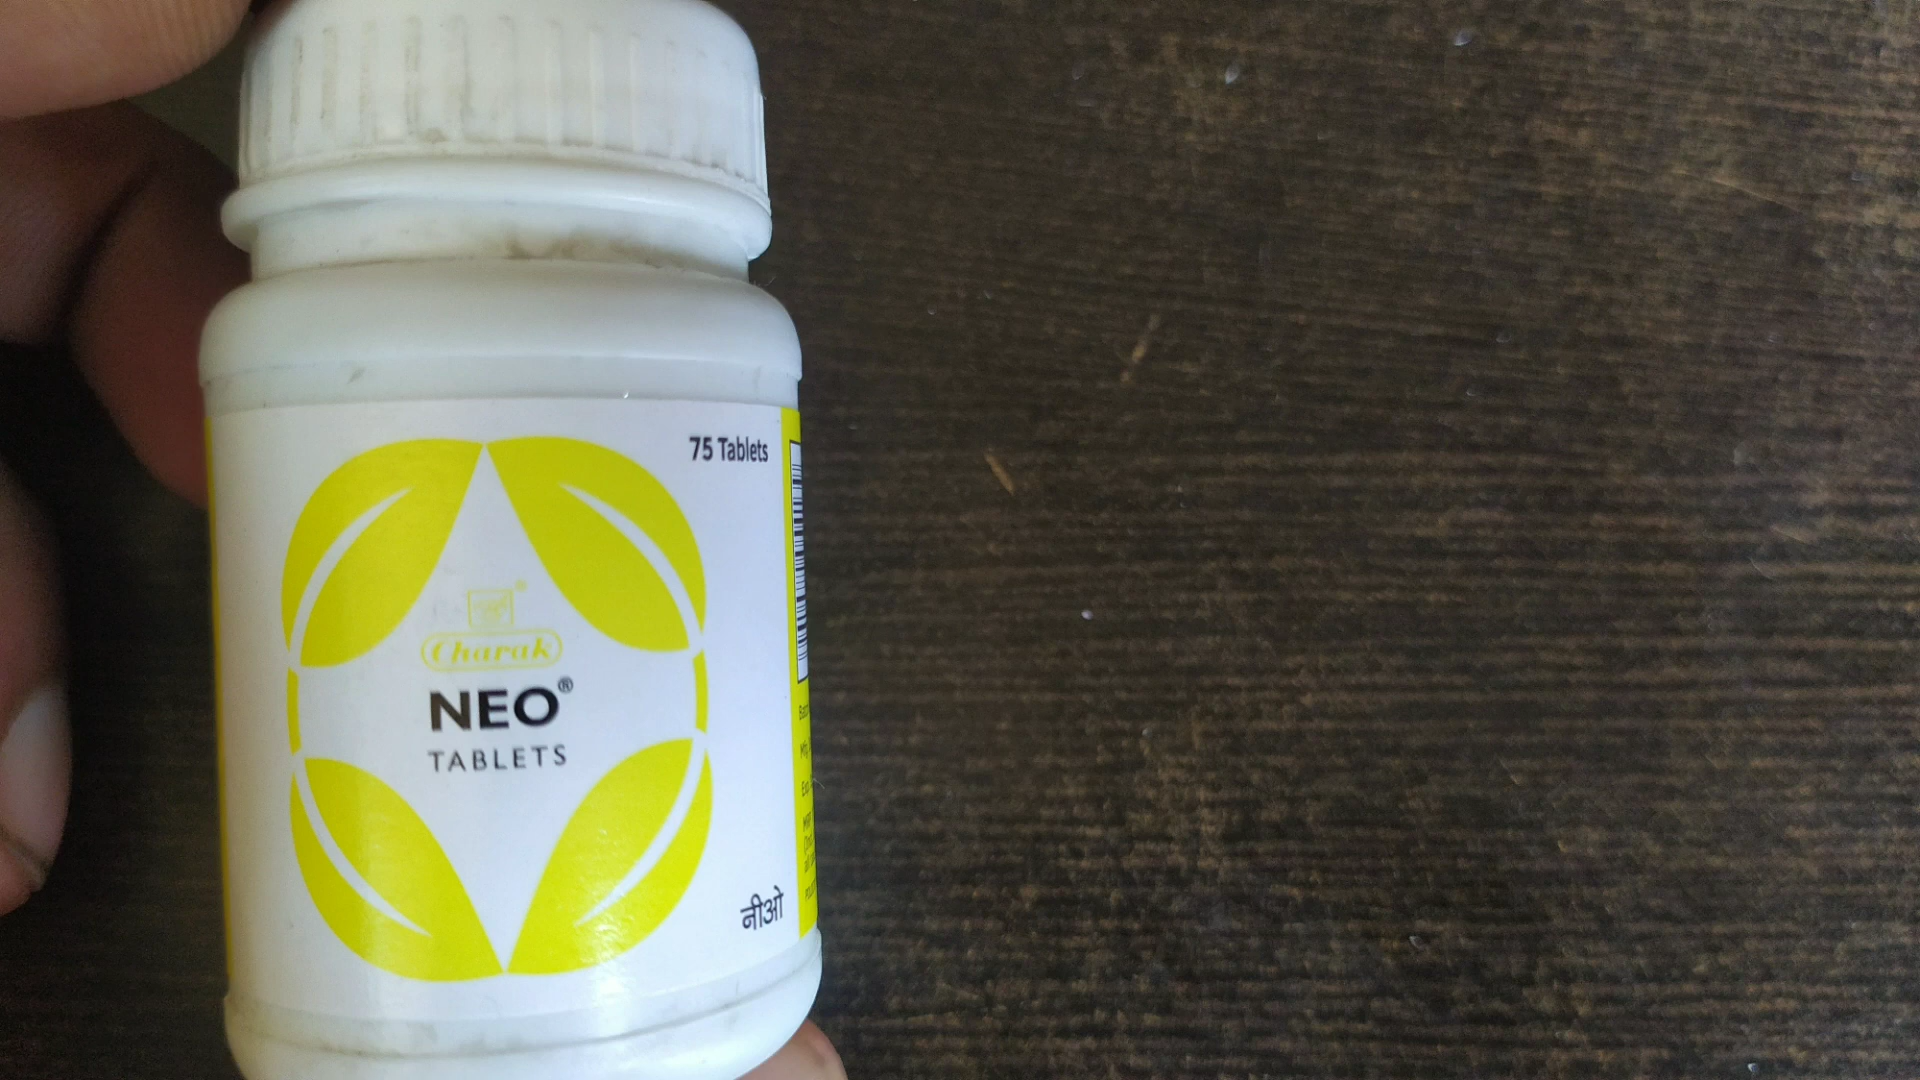 75 Tablets
Charak
NEO®
TABLETS
नीओ